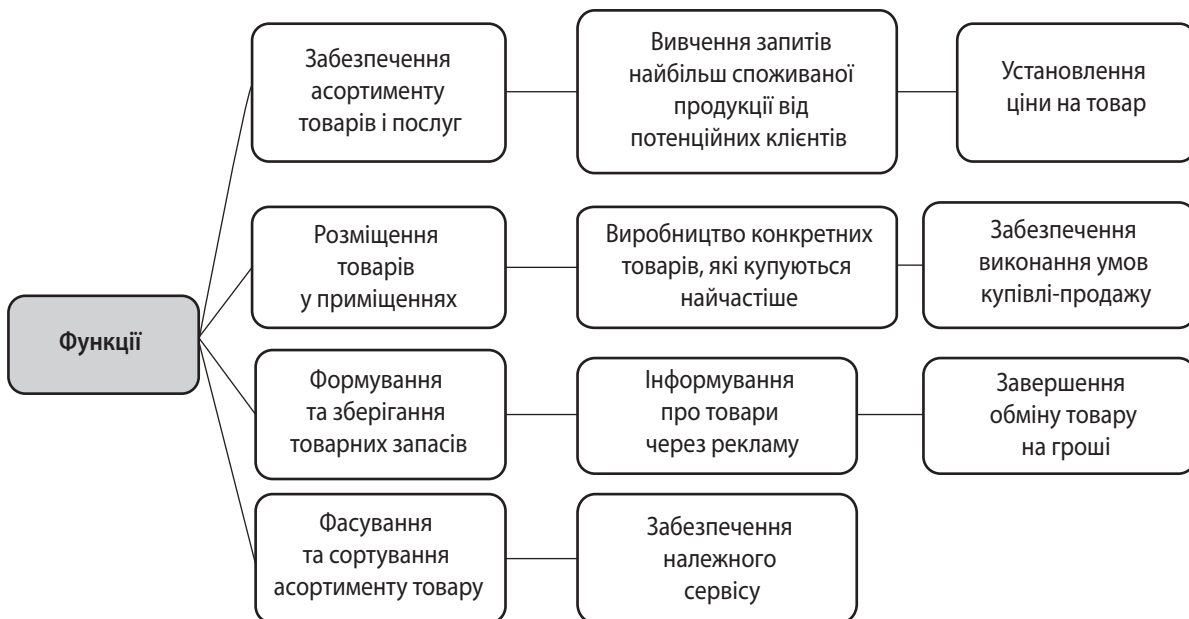 Забезпечення
асортименту
товарів і послуг
Вивчення запитів
найбільш споживаної
продукції від
потенційних клієнтів
Установлення
ціни на товар
Розміщення
товарів
у приміщеннях
Виробництво конкретних
товарів, які купуються
найчастіше
Забезпечення
виконання умов
купівлі-продажу
Функції
Формування
та зберігання
товарних запасів
Інформування
про товари
через рекламу
Завершення
обміну товару
на гроші
Фасування
та сортування
асортименту товару
Забезпечення
належного
сервісу